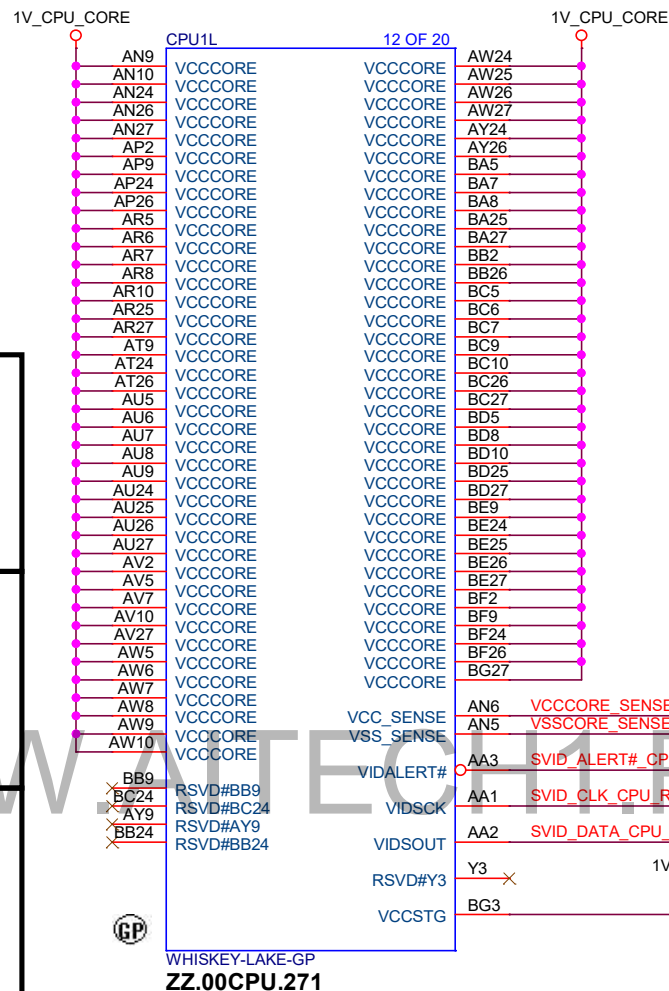 1V_CPU_CORE 1V_CPU_CORE
CPU1L 12 OF 20
AN9 VCCCORE VCCCORE AW24
AN10 VCCCORE VCCCORE AW25
AN24 VCCCORE VCCCORE AW26
AN26 VCCCORE VCCCORE AW27
AN27 VCCCORE VCCCORE AY24
AP2 VCCCORE VCCCORE AY26
AP9 VCCCORE VCCCORE BA5
AP24 VCCCORE VCCCORE BA7
AP26 VCCCORE VCCCORE BA8
AR5 VCCCORE VCCCORE BA25
AR6 VCCCORE VCCCORE BA27
AR7 VCCCORE VCCCORE BB2
AR8 VCCCORE VCCCORE BB26
AR10 VCCCORE VCCCORE BC5
AR25 VCCCORE VCCCORE BC6
AR27 VCCCORE VCCCORE BC7
AT9 VCCCORE VCCCORE BC9
AT24 VCCCORE VCCCORE BC10
AT26 VCCCORE VCCCORE BC26
AU5 VCCCORE VCCCORE BC27
AU6 VCCCORE VCCCORE BD5
AU7 VCCCORE VCCCORE BD8
AU8 VCCCORE VCCCORE BD10
AU9 VCCCORE VCCCORE BD25
AU24 VCCCORE VCCCORE BD27
AU25 VCCCORE VCCCORE BE9
AU26 VCCCORE VCCCORE BE24
AU27 VCCCORE VCCCORE BE25
AV2 VCCCORE VCCCORE BE26
AV5 VCCCORE VCCCORE BE27
AV7 VCCCORE VCCCORE BF2
AV10 VCCCORE VCCCORE BF9
AV27 VCCCORE VCCCORE BF24
AW5 VCCCORE VCCCORE BF26
AW6 VCCCORE VCCCORE BG27
AW7 VCCCORE
AW8 VCCCORE VCC_SENSE AN6 VCCCORE_SENSE
AW9 VCCCORE VSS_SENSE AN5 VSSCORE_SENSE
AW10 VCCCORE
VIDALERT# AA3 SVID_ALERT#_CP
W.AITECH1.
BB9 RSVD#BB9
BC24 RSVD#BC24 VIDSCK AA1 SVID_CLK_CPU_R
AY9 RSVD#AY9
BB24 RSVD#BB24 VIDSOUT AA2 SVID_DATA_CPU_
1V
RSVD#Y3 Y3
VCCSTG BG3
GP
WHISKEY-LAKE-GP
ZZ.00CPU.271